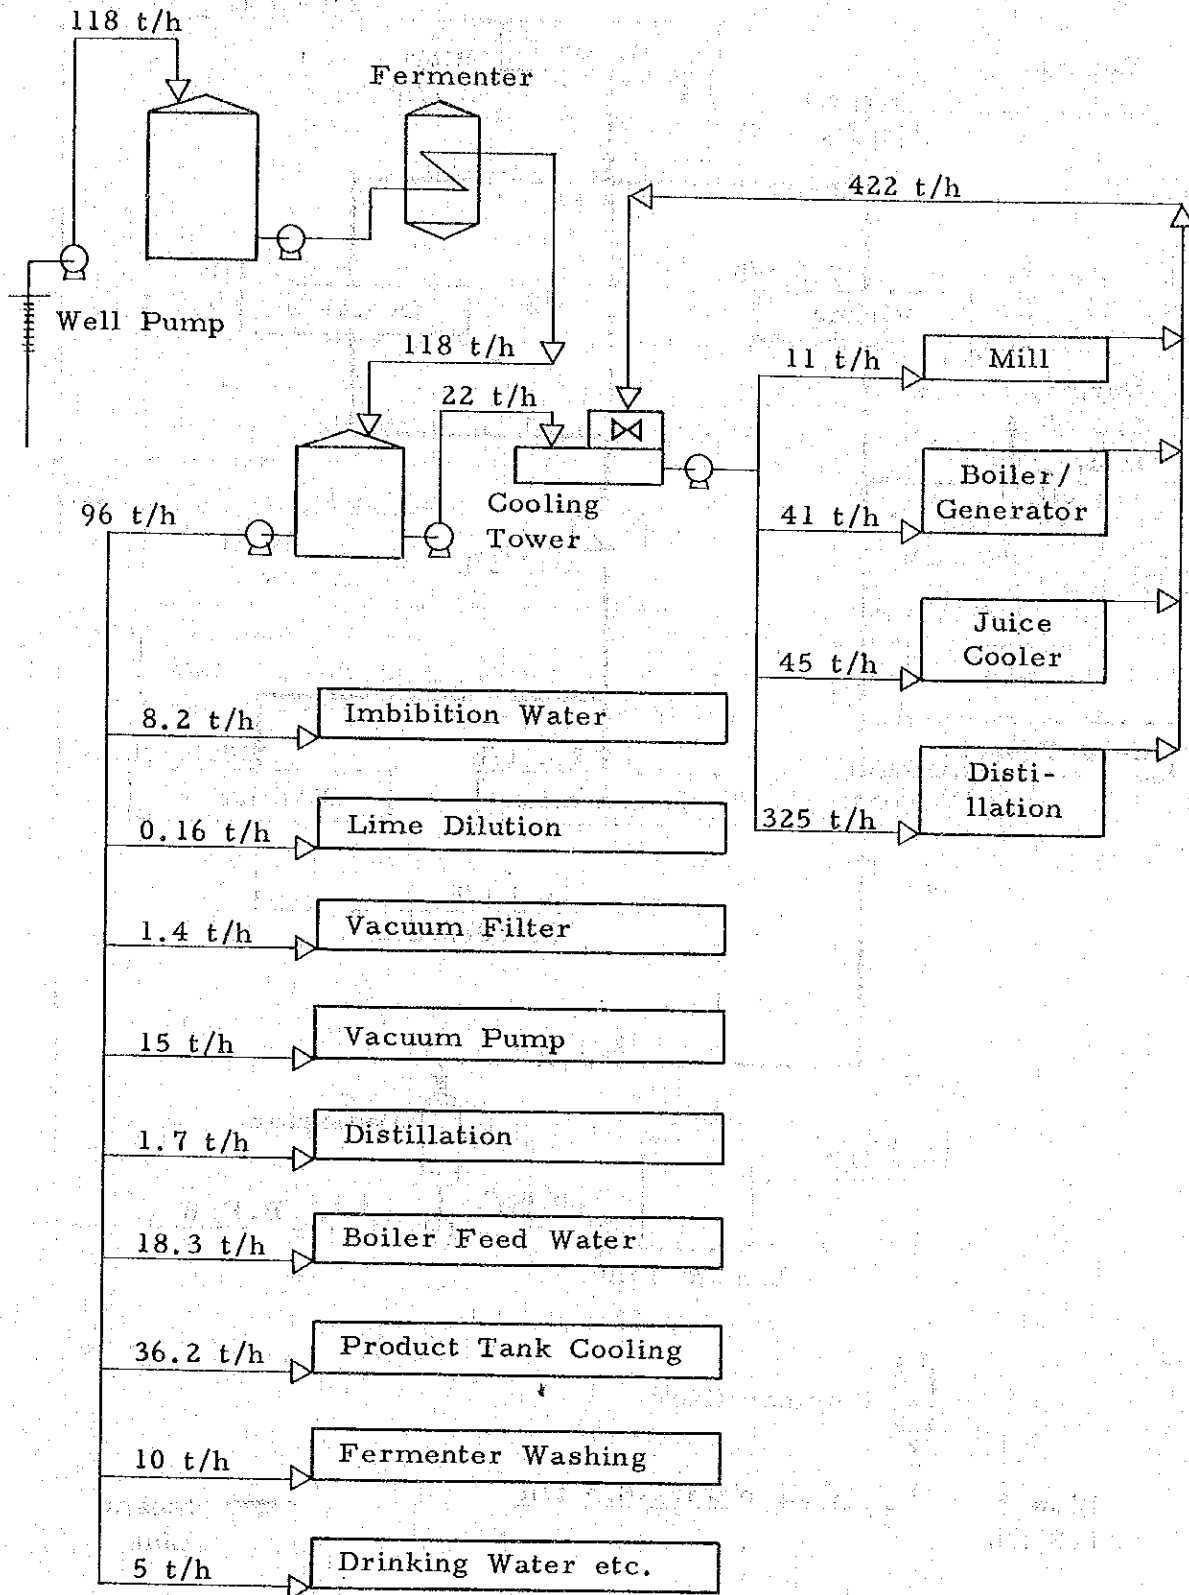 118 t/h
Fermenter
422 t/h
Well Pump
118 t/h
11 t/h
Mill
22 t/h
Boiler/
Generator
Cooling
Tower
96 t/h
41 t/h
Juice
Cooler
45 t/h
8.2 t/h
Imbibition Water
Disti-
llation
325 t/h
0.16 t/h
Lime Dilution
1.4 t/h
Vacuum Filter
15 t/h
Vacuum Pump
1.7 t/h
Distillation
18.3 t/h
Boiler Feed Water
36.2 t/h
Product Tank Cooling
10 t/h
Fermenter Washing
5 t/h
Drinking Water etc.